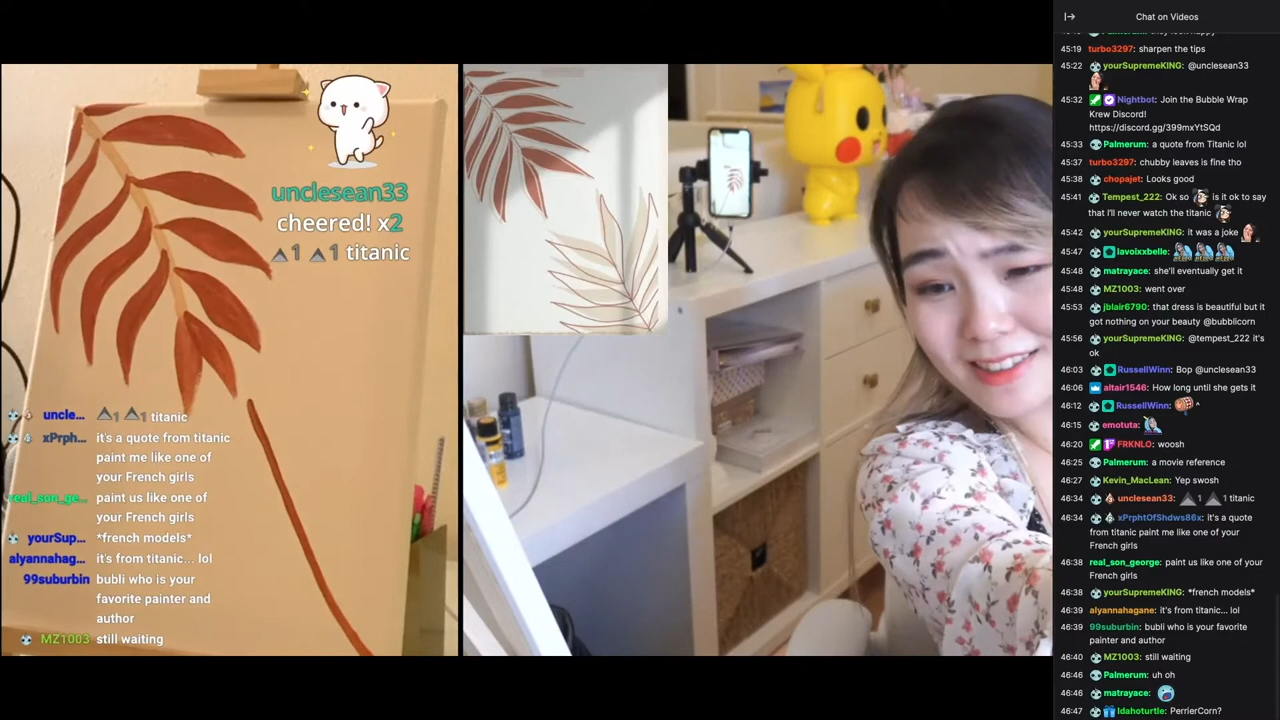 unclesean33
cheered! x2
1 1 titanic
uncle... 1 1 titanic
xPrph... it's a quote from titanic
paint me like one of
your French girls
real_son_ge... paint us like one of
your French girls
yourSup... *french models*
alyannahag... it's from titanic... lol
99suburbin bubli who is your
favorite painter and
author
MZ1003 still waiting
Chat on Videos
45:19 turbo3297: sharpen the tips
45:22 yourSupremeKING: @unclesean33
45:32 Nightbot: Join the Bubble Wrap
Krew Discord!
https://discord.gg/399mxYtSQd
45:33 Palmerum: a quote from Titanic lol
45:37 turbo3297: chubby leaves is fine tho
45:38 chopajet: Looks good
45:41 Tempest_222: Ok so is it ok to say
that I'll never watch the titanic
45:42 yourSupremeKING: it was a joke
45:47 lavoixxbelle:
45:48 matrayace: she'll eventually get it
45:48 MZ1003: went over
45:53 jblair6790: that dress is beautiful but it
got nothing on your beauty @bubblicorn
45:56 yourSupremeKING: @tempest_222 it's
ok
46:03 RussellWinn: Bop @unclesean33
46:06 altair1546: How long until she gets it
46:12 RussellWinn: ^
46:15 emotuta:
46:20 FRKNLO: woosh
46:25 Palmerum: a movie reference
46:27 Kevin_MacLean: Yep swosh
46:34 unclesean33: 1 1 titanic
46:34 xPrphtOfShdws86x: it's a quote
from titanic paint me like one of your
French girls
46:38 real_son_george: paint us like one of your
French girls
46:38 yourSupremeKING: *french models*
46:39 alyannahagane: it's from titanic... lol
46:39 99suburbin: bubli who is your favorite
painter and author
46:40 MZ1003: still waiting
46:46 Palmerum: uh oh
46:46 matrayace:
46:47 Idahoturtle: PerrierCorn?